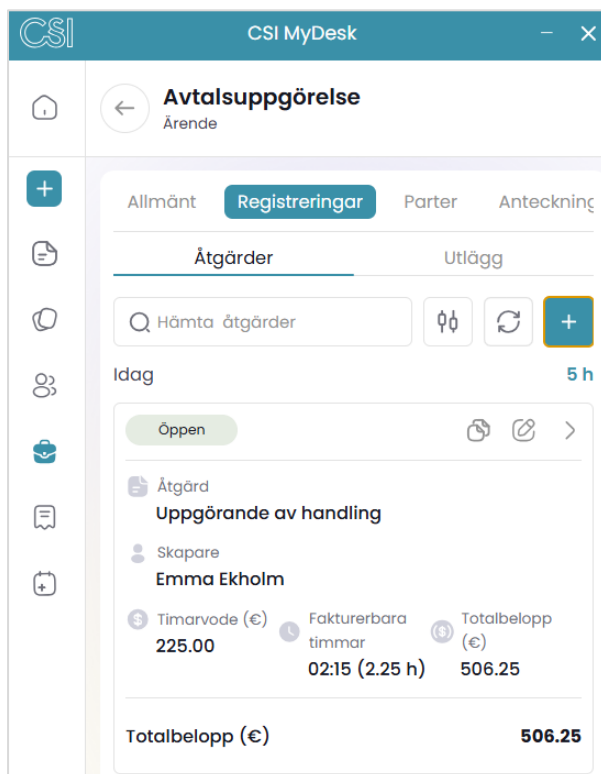 CSI
CSI MyDesk
Avtalsuppgörelse
Ärende
Allmänt Registreringar Parter Anteckning
Åtgärder Utlägg
Hämta åtgärder
Idag 5 h
Öppen
Åtgärd
Uppgörande av handling
Skapare
Emma Ekholm
Timarvode (€) Fakturerbara timmar Totalbelopp (€)
225.00 02:15 (2.25 h) 506.25
Totalbelopp (€) 506.25